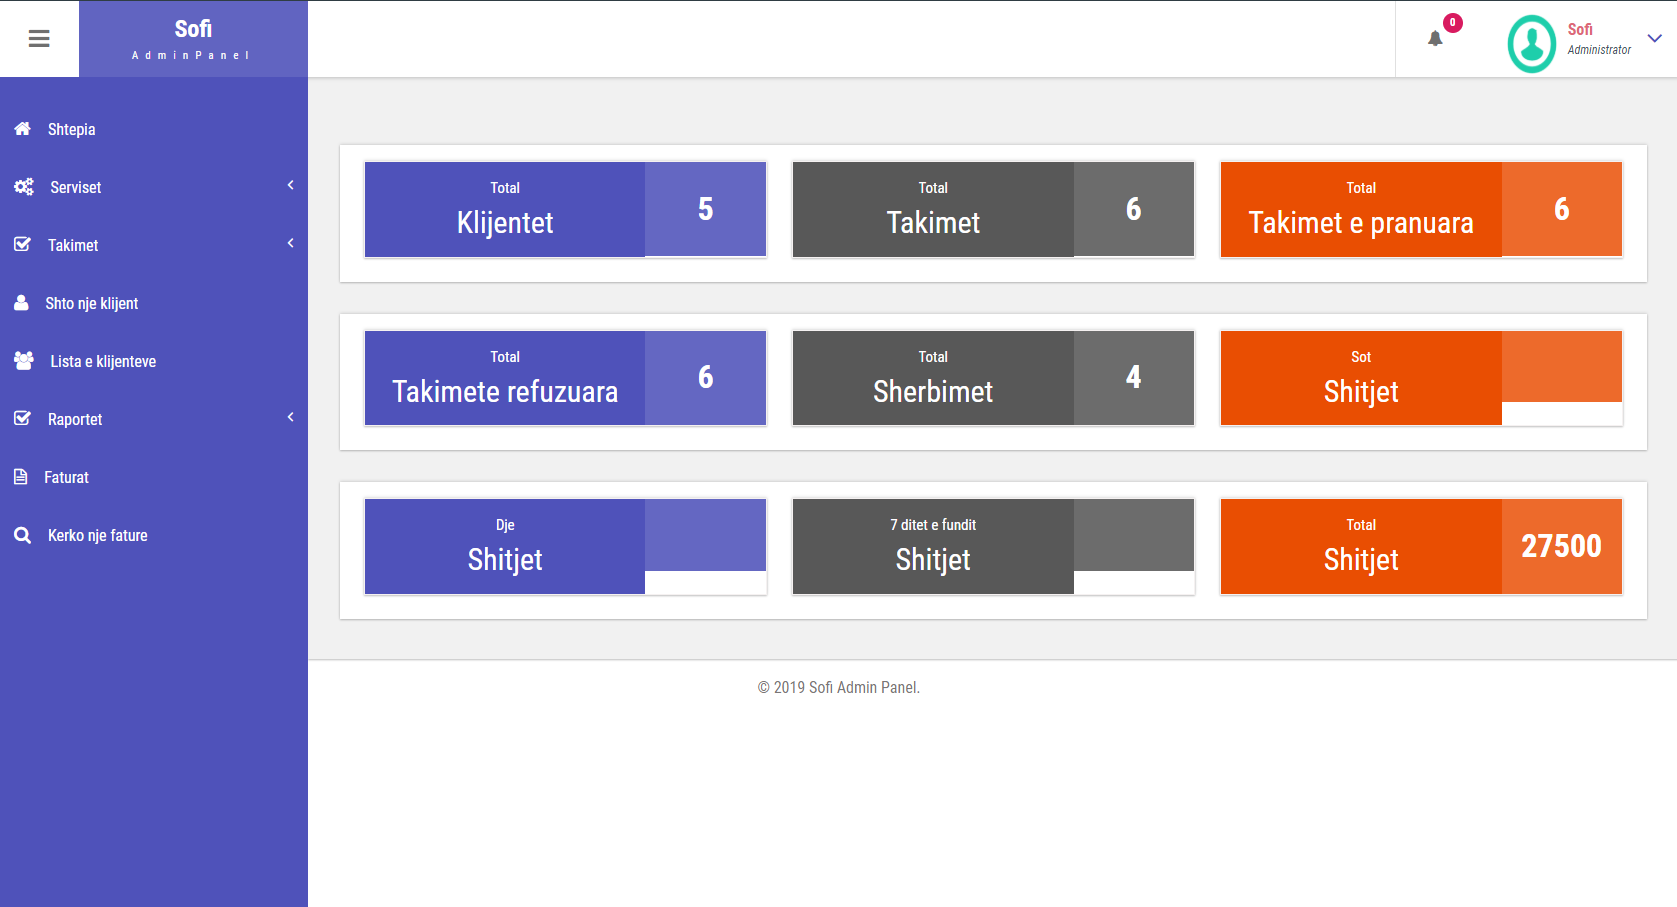 Sofi
AdminPanel
0
Sofi
Administrator
Shtepia
Serviset
Takimet
Shto nje klijent
Lista e klijenteve
Raportet
Faturat
Kerko nje fature
Total
Klijentet
5
Total
Takimet
6
Total
Takimet e pranuara
6
Total
Takimete refuzuara
6
Total
Sherbimet
4
Sot
Shitjet
Dje
Shitjet
7 ditet e fundit
Shitjet
Total
Shitjet
27500
© 2019 Sofi Admin Panel.